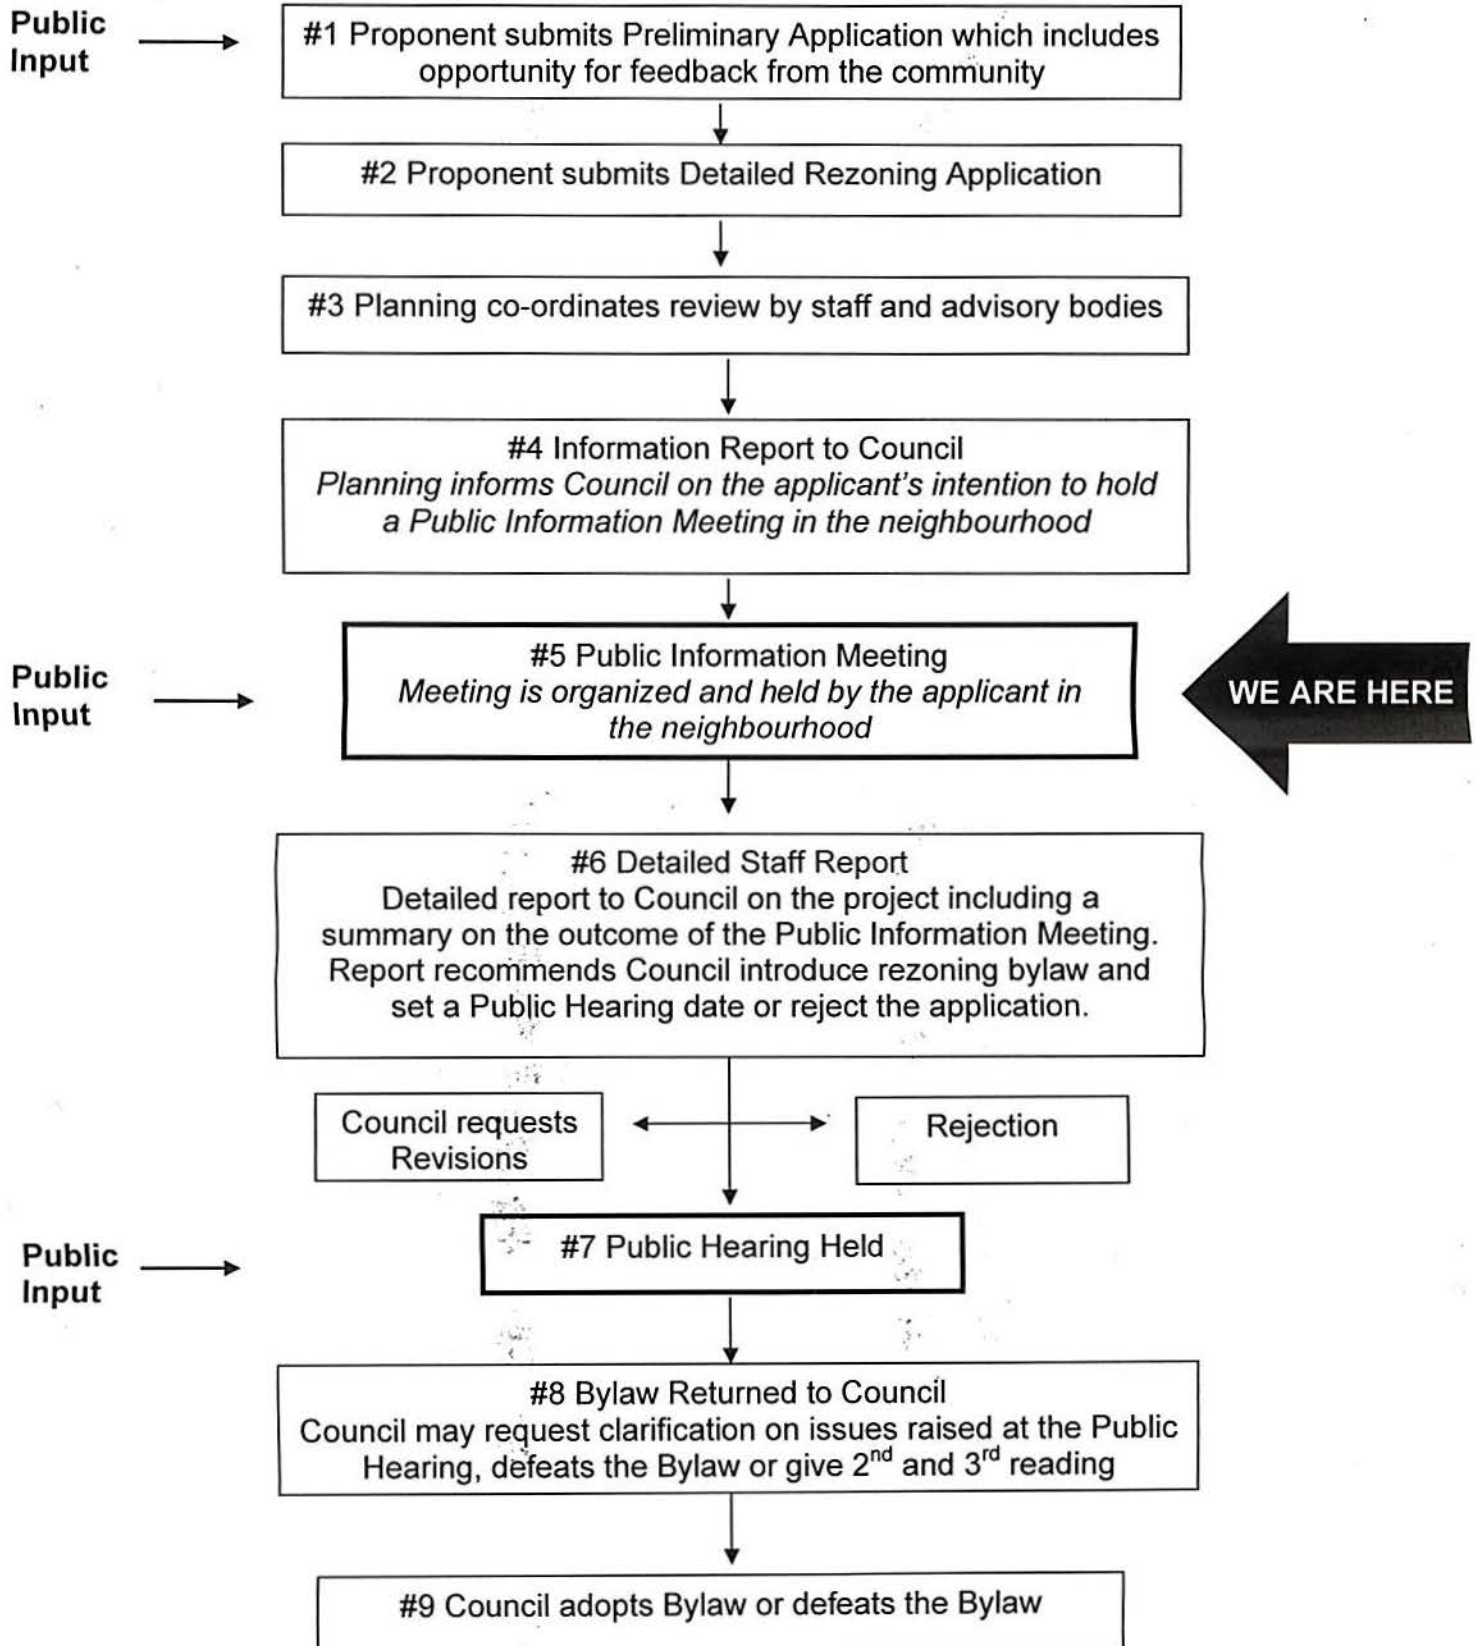 Public
Input
#1 Proponent submits Preliminary Application which includes
opportunity for feedback from the community
#2 Proponent submits Detailed Rezoning Application
#3 Planning co-ordinates review by staff and advisory bodies
#4 Information Report to Council
Planning informs Council on the applicant's intention to hold
a Public Information Meeting in the neighbourhood
Public
Input
#5 Public Information Meeting
Meeting is organized and held by the applicant in
the neighbourhood
WE ARE HERE
#6 Detailed Staff Report
Detailed report to Council on the project including a
summary on the outcome of the Public Information Meeting.
Report recommends Council introduce rezoning bylaw and
set a Public Hearing date or reject the application.
Council requests
Revisions
Rejection
Public
Input
#7 Public Hearing Held
#8 Bylaw Returned to Council
Council may request clarification on issues raised at the Public
Hearing, defeats the Bylaw or give 2nd and 3rd reading
#9 Council adopts Bylaw or defeats the Bylaw